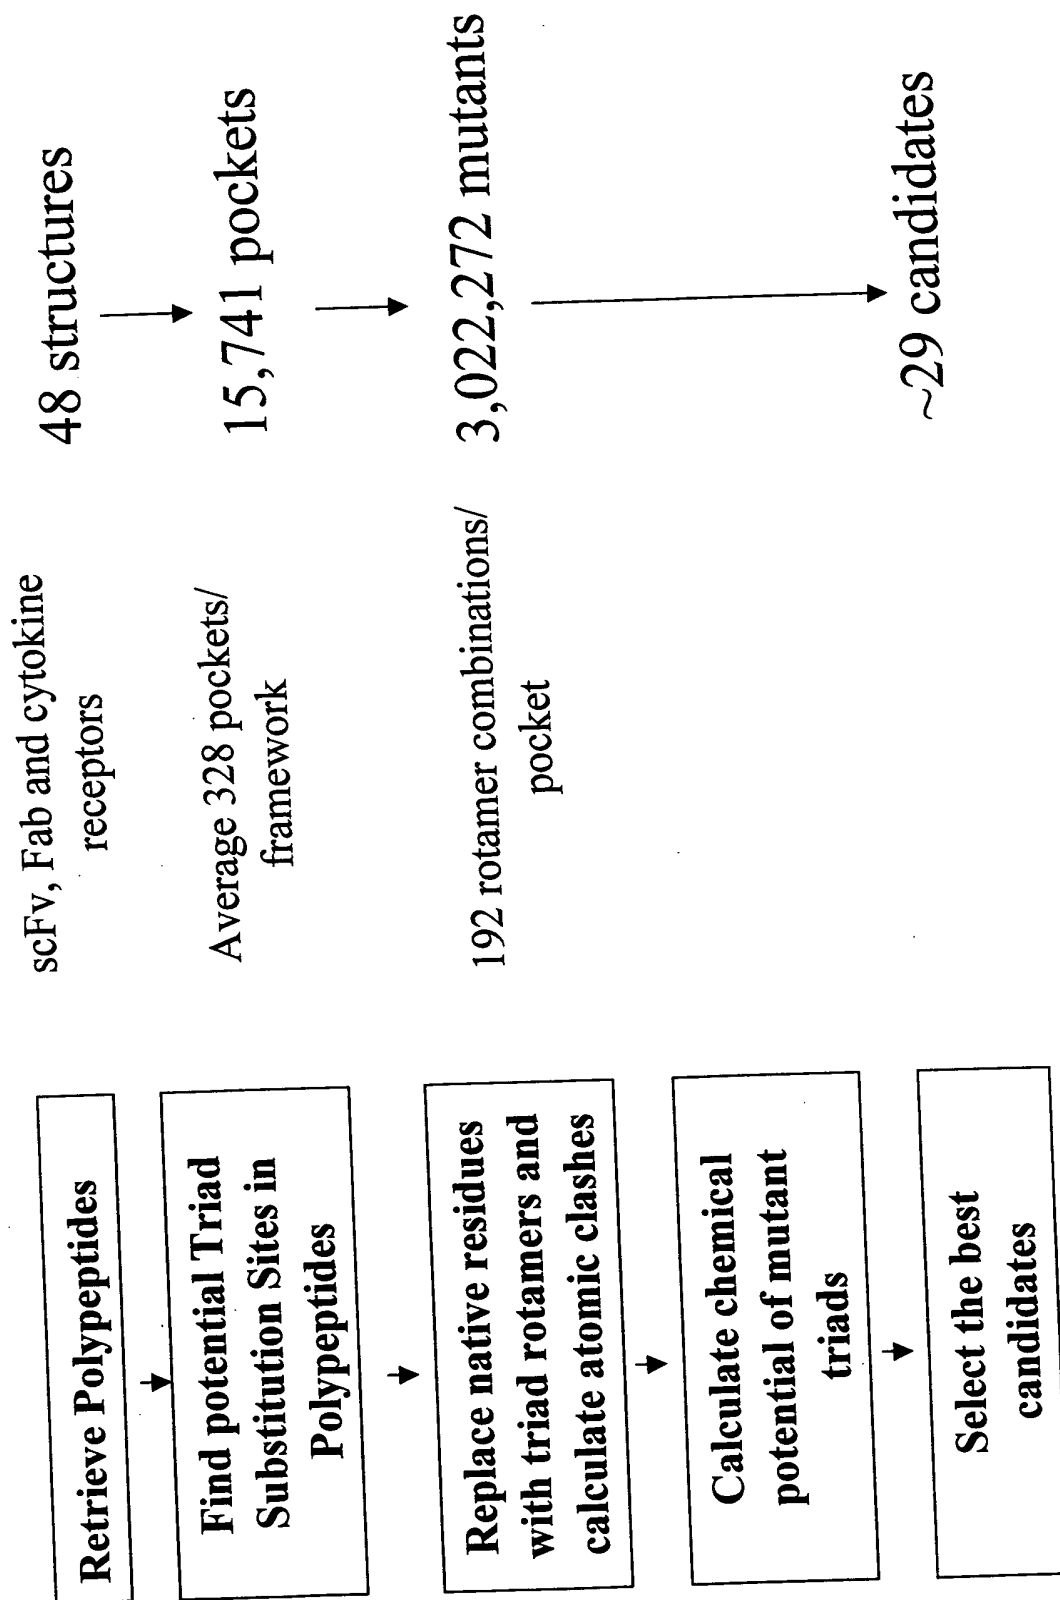 Retrieve Polypeptides
scFv, Fab and cytokine
receptors
48 structures
Find potential Triad
Substitution Sites in
Polypeptides
Average 328 pockets/
framework
15,741 pockets
Replace native residues
with triad rotamers and
calculate atomic clashes
192 rotamer combinations/
pocket
3,022,272 mutants
Calculate chemical
potential of mutant
triads
Select the best
candidates
~29 candidates